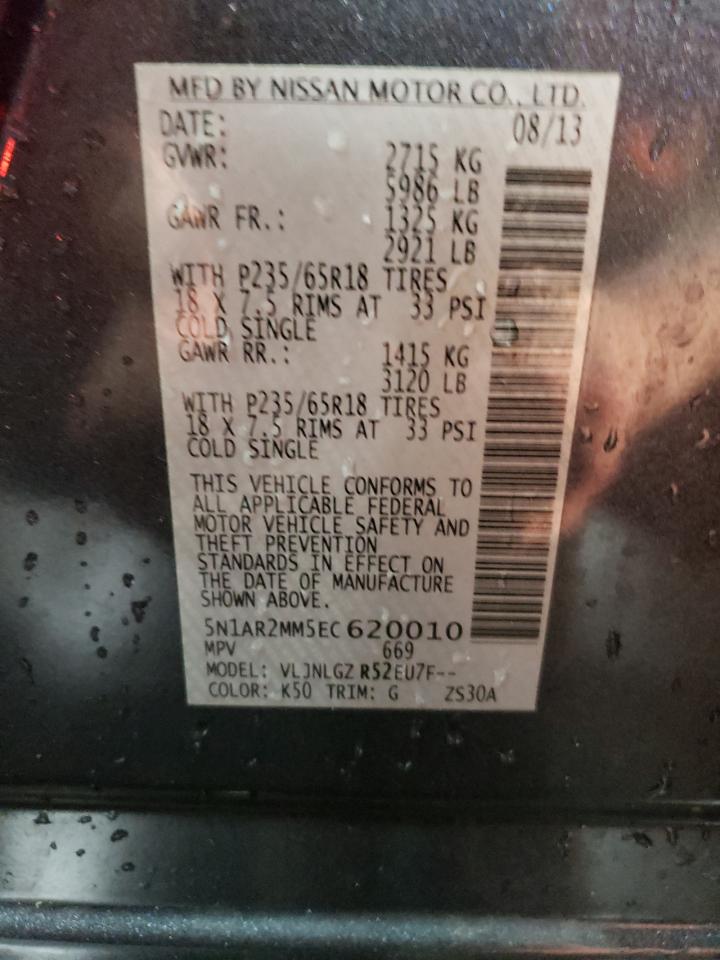 MFD BY NISSAN MOTOR CO., LTD.
DATE: 08/13
GVWR: 2715 KG
5986 LB
GAWR FR.: 1325 KG
2921 LB
WITH P235/65R18 TIRES
18 X 7.5 RIMS AT 33 PSI
COLD SINGLE
GAWR RR.: 1415 KG
3120 LB
WITH P235/65R18 TIRES
18 X 7.5 RIMS AT 33 PSI
COLD SINGLE
THIS VEHICLE CONFORMS TO
ALL APPLICABLE FEDERAL
MOTOR VEHICLE SAFETY AND
THEFT PREVENTION
STANDARDS IN EFFECT ON
THE DATE OF MANUFACTURE
SHOWN ABOVE.
5N1AR2MM5EC 620010
MPV 669
MODEL: VLJNLGZ R52EU7F--
COLOR: K50 TRIM: G ZS30A